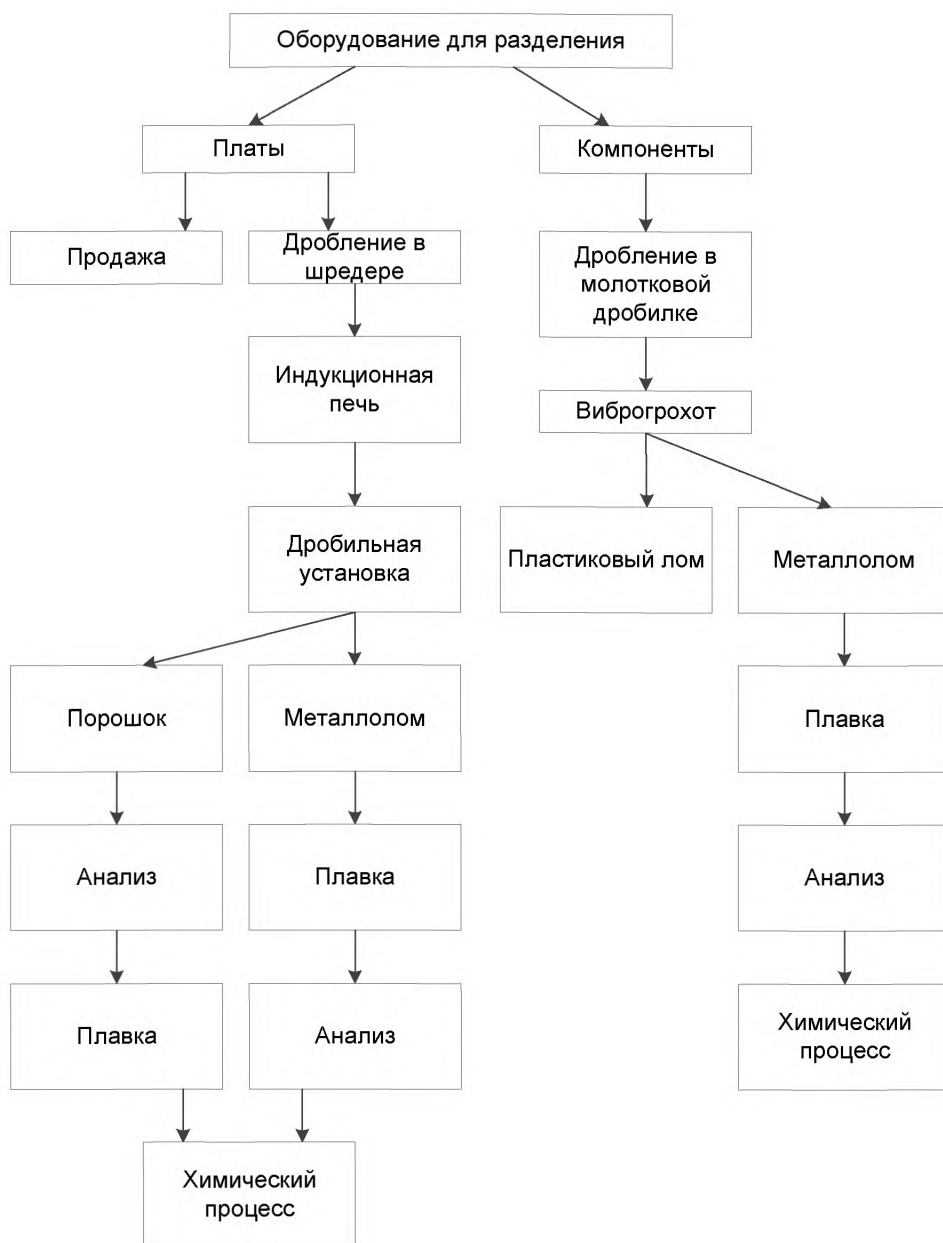 Оборудование для разделения
Платы
Компоненты
Продажа
Дробление в
шредере
Дробление в
молотковой
дробилке
Индукционная
печь
Виброгрохот
Дробильная
установка
Пластиковый лом
Металлолом
Порошок
Металлолом
Плавка
Анализ
Плавка
Анализ
Плавка
Анализ
Химический
процесс
Химический
процесс